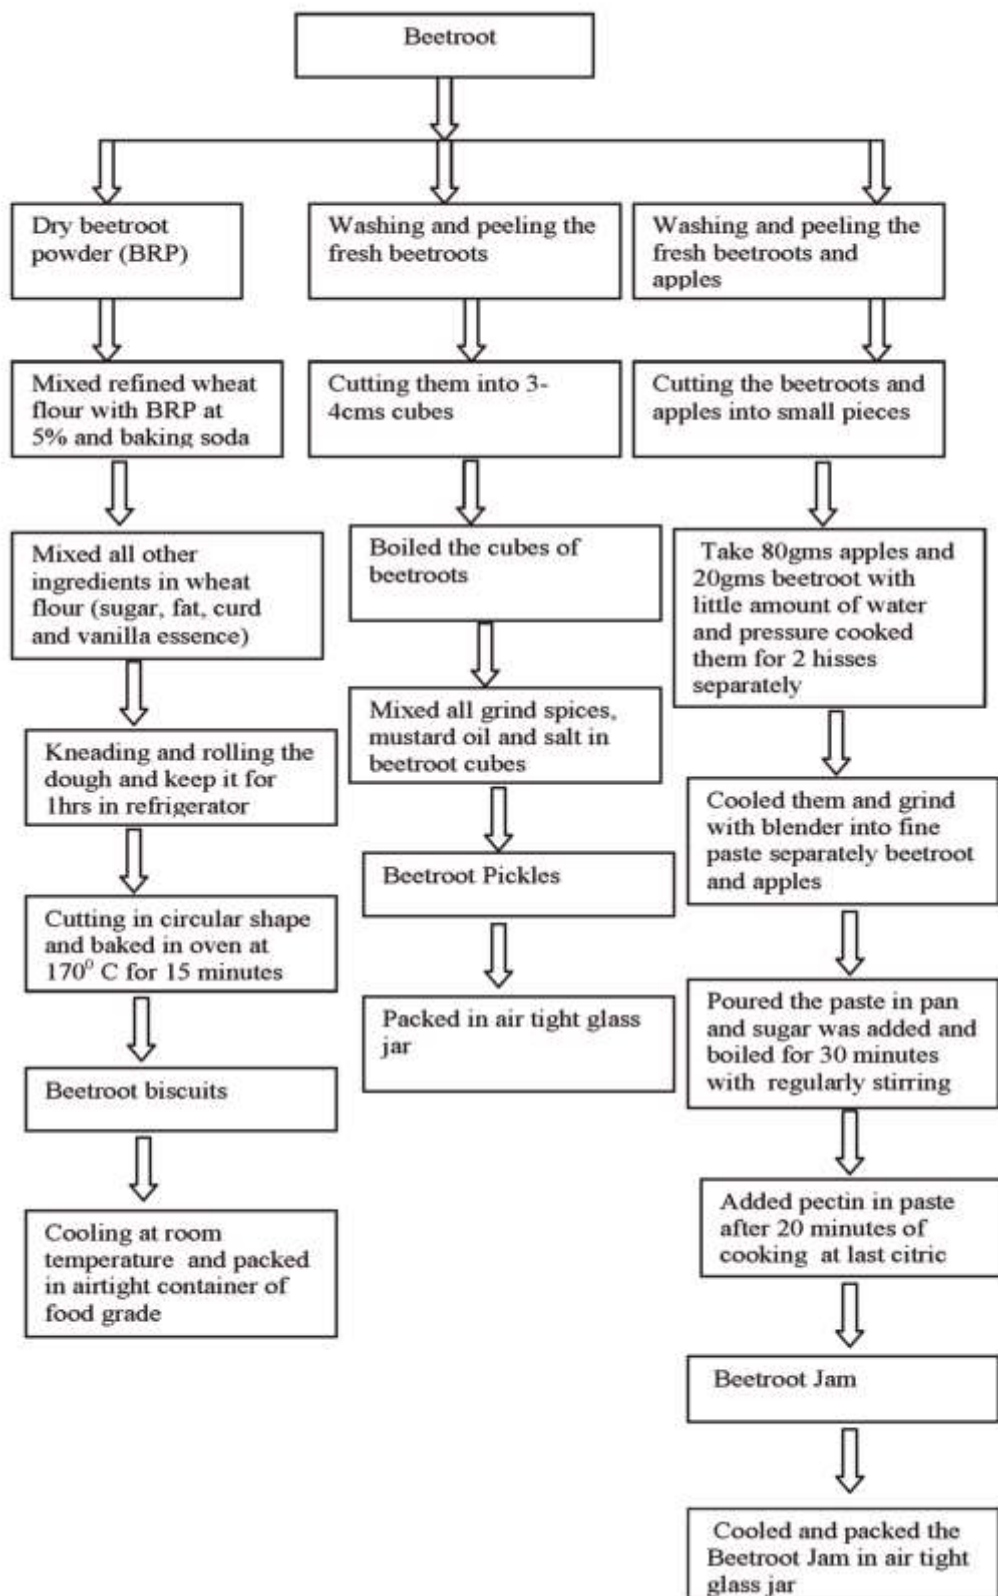 Beetroot
Dry beetroot
powder (BRP)
Mixed refined wheat
flour with BRP at
5% and baking soda
Mixed all other
ingredients in wheat
flour (sugar, fat, curd
and vanilla essence)
Kneading and rolling the
dough and keep it for
1hrs in refrigerator
Cutting in circular shape
and baked in oven at
170⁰ C for 15 minutes
Beetroot biscuits
Cooling at room
temperature and packed
in airtight container of
food grade
Washing and peeling the
fresh beetroots
Cutting them into 3-
4cms cubes
Boiled the cubes of
beetroots
Mixed all grind spices,
mustard oil and salt in
beetroot cubes
Beetroot Pickles
Packed in air tight glass
jar
Washing and peeling the
fresh beetroots and
apples
Cutting the beetroots and
apples into small pieces
Take 80gms apples and
20gms beetroot with
little amount of water
and pressure cooked
them for 2 hisses
separately
Cooled them and grind
with blender into fine
paste separately beetroot
and apples
Poured the paste in pan
and sugar was added and
boiled for 30 minutes
with regularly stirring
Added pectin in paste
after 20 minutes of
cooking at last citric
Beetroot Jam
Cooled and packed the
Beetroot Jam in air tight
glass jar